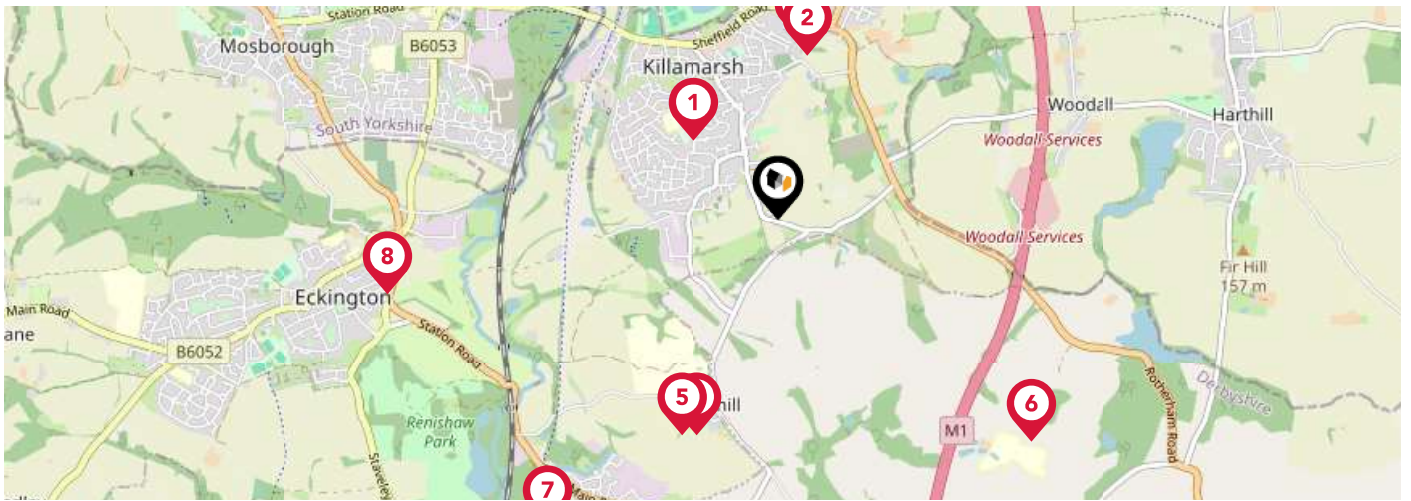 Station Road
Mosborough
B6053
Sheffield Road
2
Killamarsh
1
South Yorkshire
Woodall
Woodall Services
Harthill
Woodall Services
8
Eckington
Fir Hill
157 m
Main Road
ane
B6052
Station Road
5
hill
6
Renishaw
Park
M1
Rotherham Road
Derbyshire
Staveley
7
Main Ro